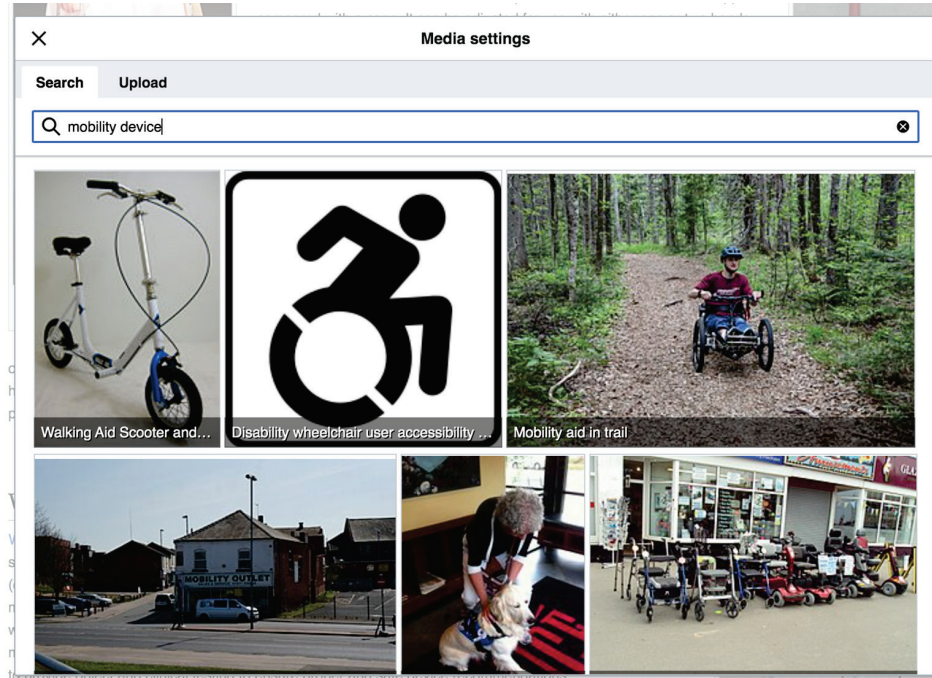 Media settings
Search
Upload
mobility device
Walking Aid Scooter and...
Disability wheelchair user accessibility ...
Mobility aid in trail
MOBILITY OUTLET
GLAZ